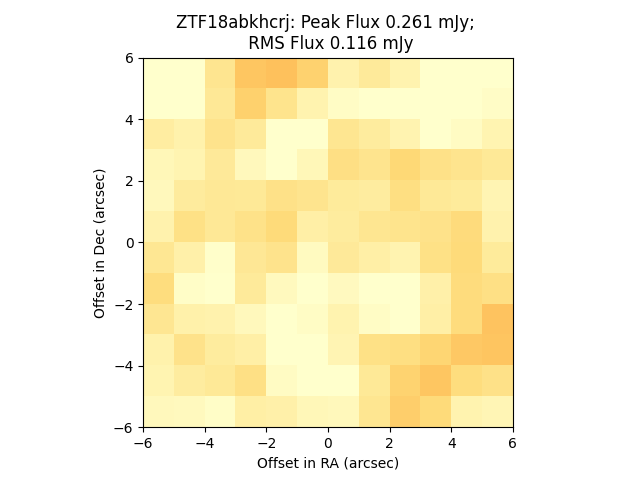 ZTF18abkhcrj: Peak Flux 0.261 mJy;
RMS Flux 0.116 mJy
6
4
2
0
−2
−4
−6
Offset in Dec (arcsec)
−6 −4 −2 0 2 4 6
Offset in RA (arcsec)